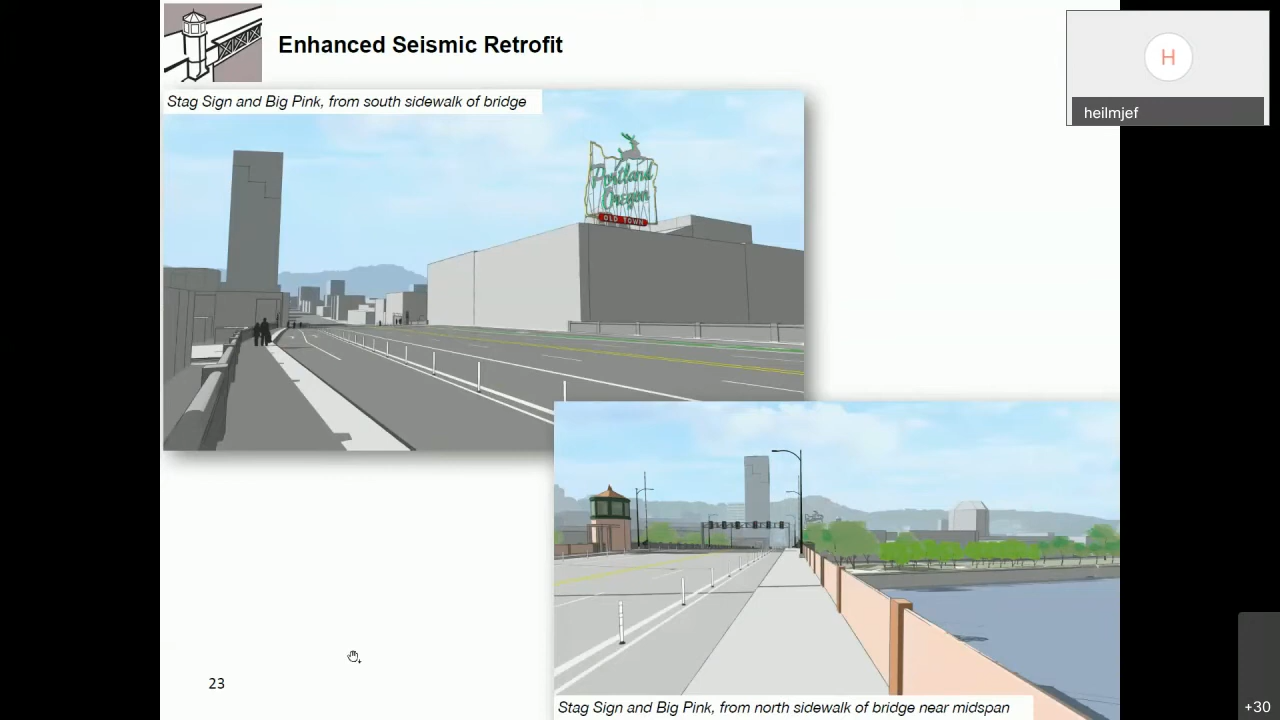 Enhanced Seismic Retrofit
Stag Sign and Big Pink, from south sidewalk of bridge
Portland
Oregon
OLD TOWN
H
heilmjef
Stag Sign and Big Pink, from north sidewalk of bridge near midspan
23
+30